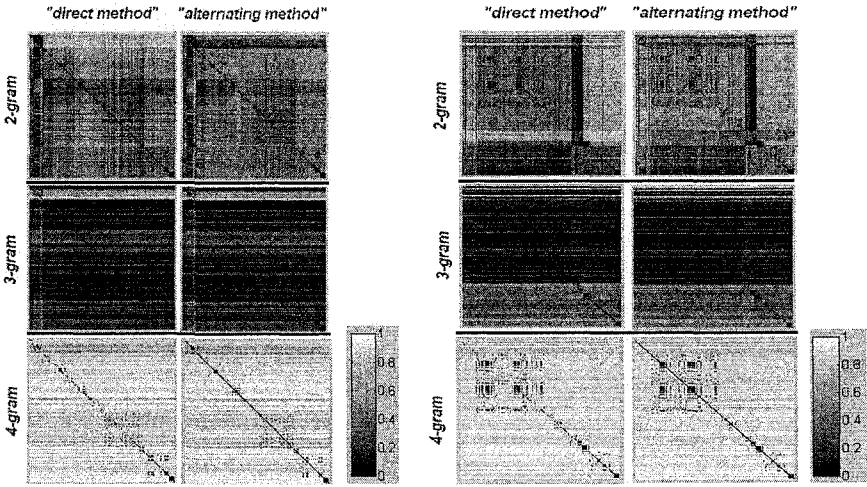 "direct method" "alternating method" "direct method" "alternating method"
2-gram
2-gram
3-gram
3-gram
4-gram
4-gram
1
0.8
0.6
0.4
0.2
0
1
0.8
0.6
0.4
0.2
0